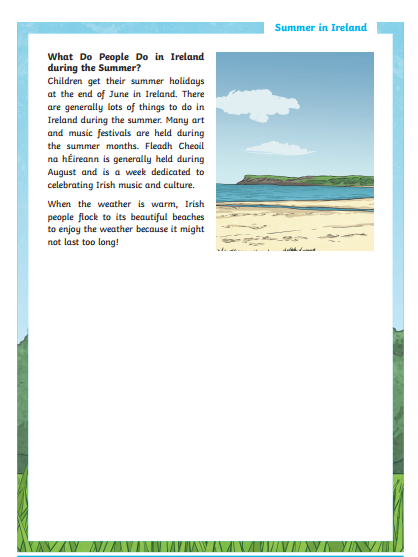 Summer in Ireland
What Do People Do in Ireland
during the Summer?
Children get their summer holidays
at the end of June in Ireland. There
are generally lots of things to do in
Ireland during the summer. Many art
and music festivals are held during
the summer months. Fleadh Cheoil
na hÉireann is generally held during
August and is a week dedicated to
celebrating Irish music and culture.
When the weather is warm, Irish
people flock to its beautiful beaches
to enjoy the weather because it might
not last too long!